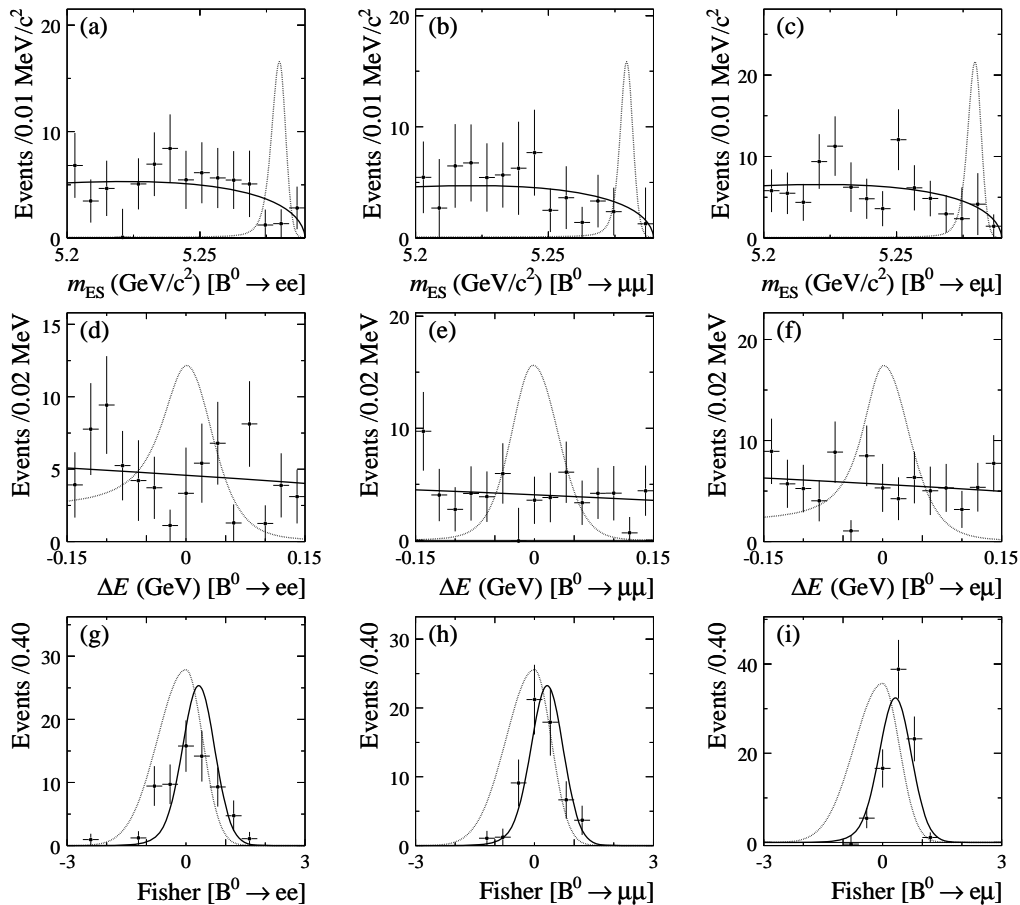 (a)
Events /0.01 MeV/c²
20
10
0
5.2
5.25
m_ES (GeV/c²) [B⁰ → ee]
(b)
Events /0.01 MeV/c²
20
10
0
5.2
5.25
m_ES (GeV/c²) [B⁰ → μμ]
(c)
Events /0.01 MeV/c²
20
10
0
5.2
5.25
m_ES (GeV/c²) [B⁰ → eμ]
(d)
Events /0.02 MeV
15
10
5
0
-0.15
0
0.15
ΔE (GeV) [B⁰ → ee]
(e)
Events /0.02 MeV
20
10
0
-0.15
0
0.15
ΔE (GeV) [B⁰ → μμ]
(f)
Events /0.02 MeV
20
10
0
-0.15
0
0.15
ΔE (GeV) [B⁰ → eμ]
(g)
Events /0.40
30
20
10
0
-3
0
3
Fisher [B⁰ → ee]
(h)
Events /0.40
30
20
10
0
-3
0
3
Fisher [B⁰ → μμ]
(i)
Events /0.40
40
20
0
-3
0
3
Fisher [B⁰ → eμ]